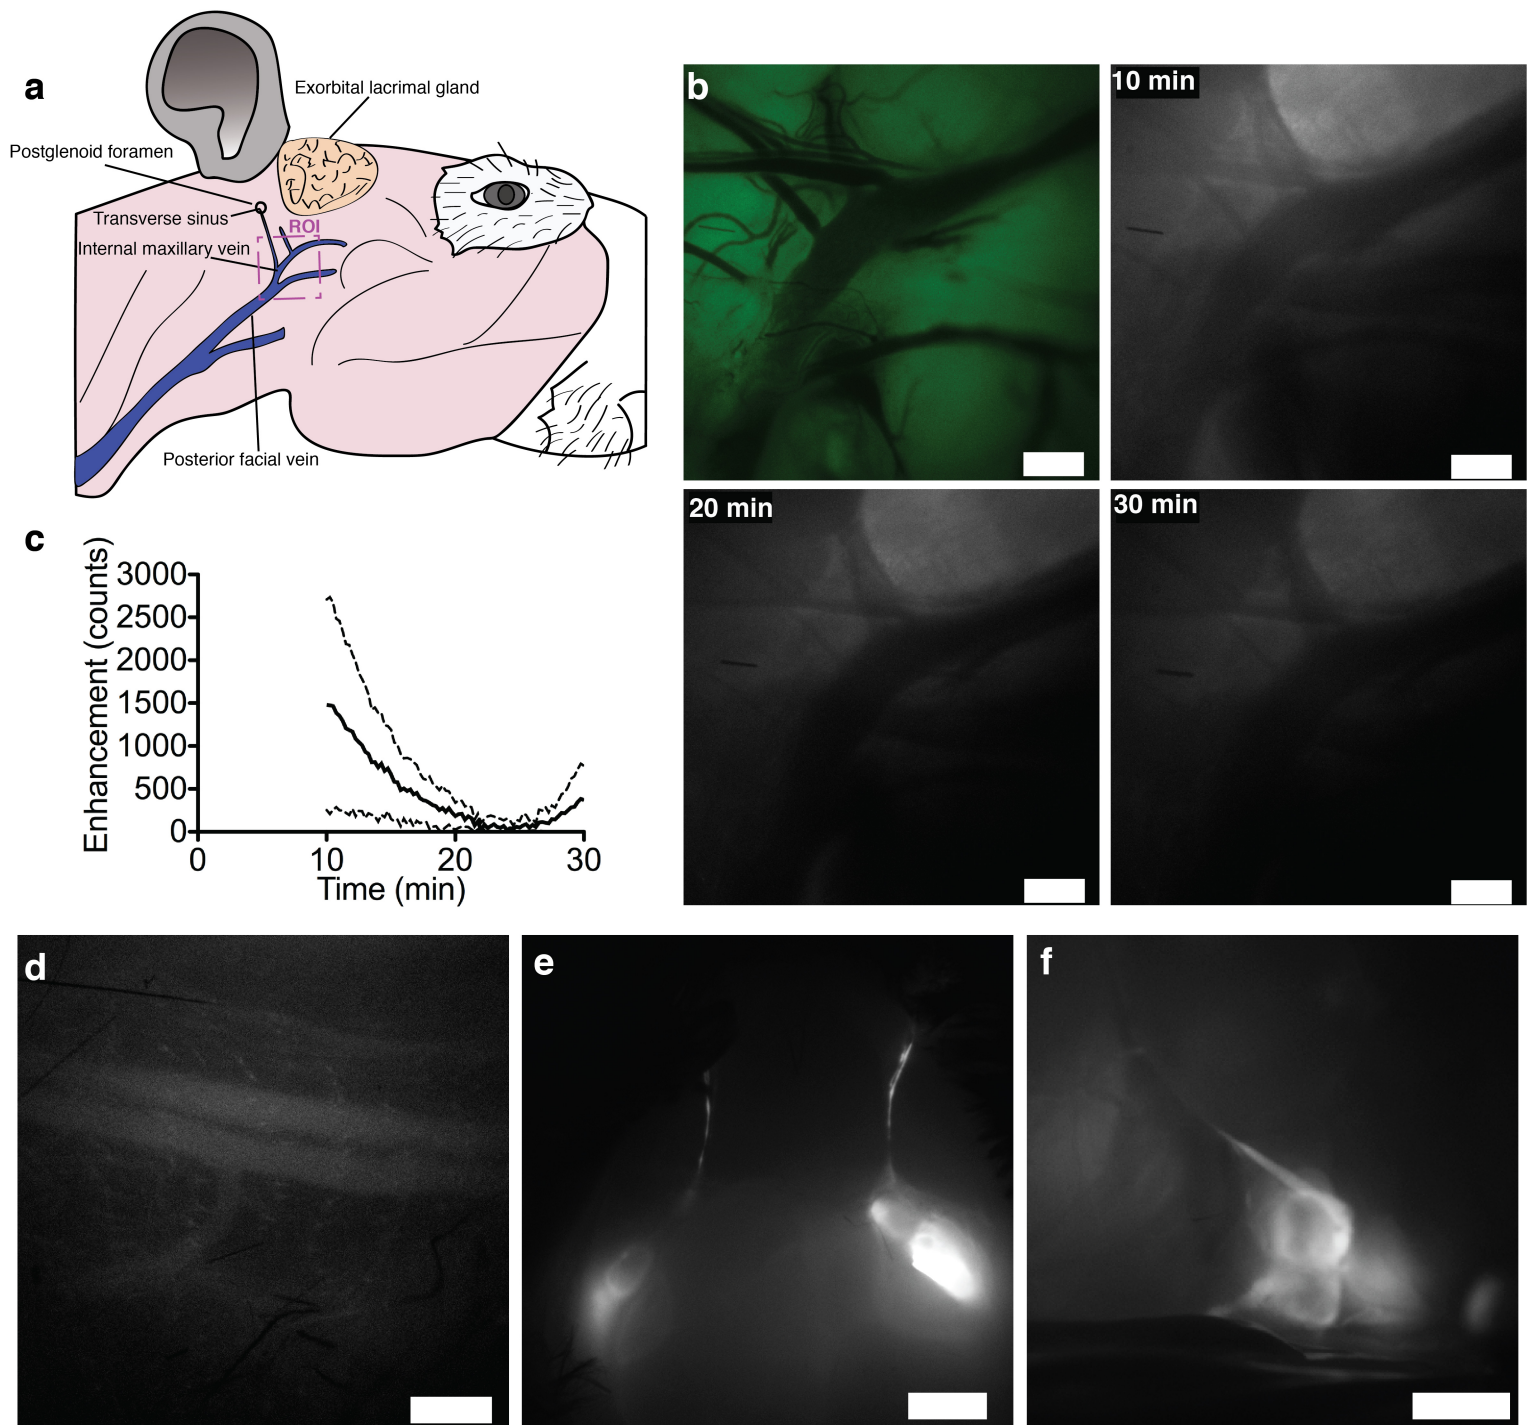 a
Exorbital lacrimal gland
Postglenoid foramen
Transverse sinus
ROI
Internal maxillary vein
Posterior facial vein
b
10 min
20 min
30 min
c
Enhancement (counts)
3000
2500
2000
1500
1000
500
0
0 10 20 30
Time (min)
d
e
f